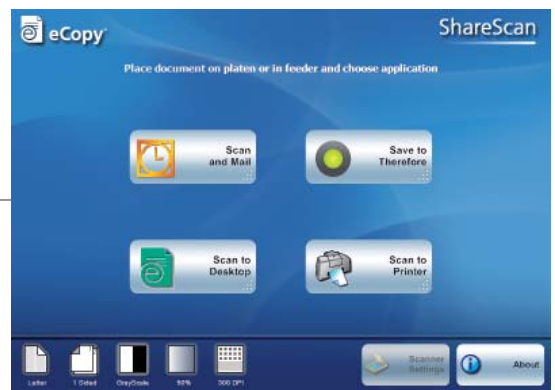 eCopy
ShareScan
Place document on platen or in feeder and choose application
Scan
and Mail
Save to
Therefore
Scan to
Desktop
Scan to
Printer
Letter
1 Sided
GrayScale
50%
300 DPI
Scanner
Settings
About